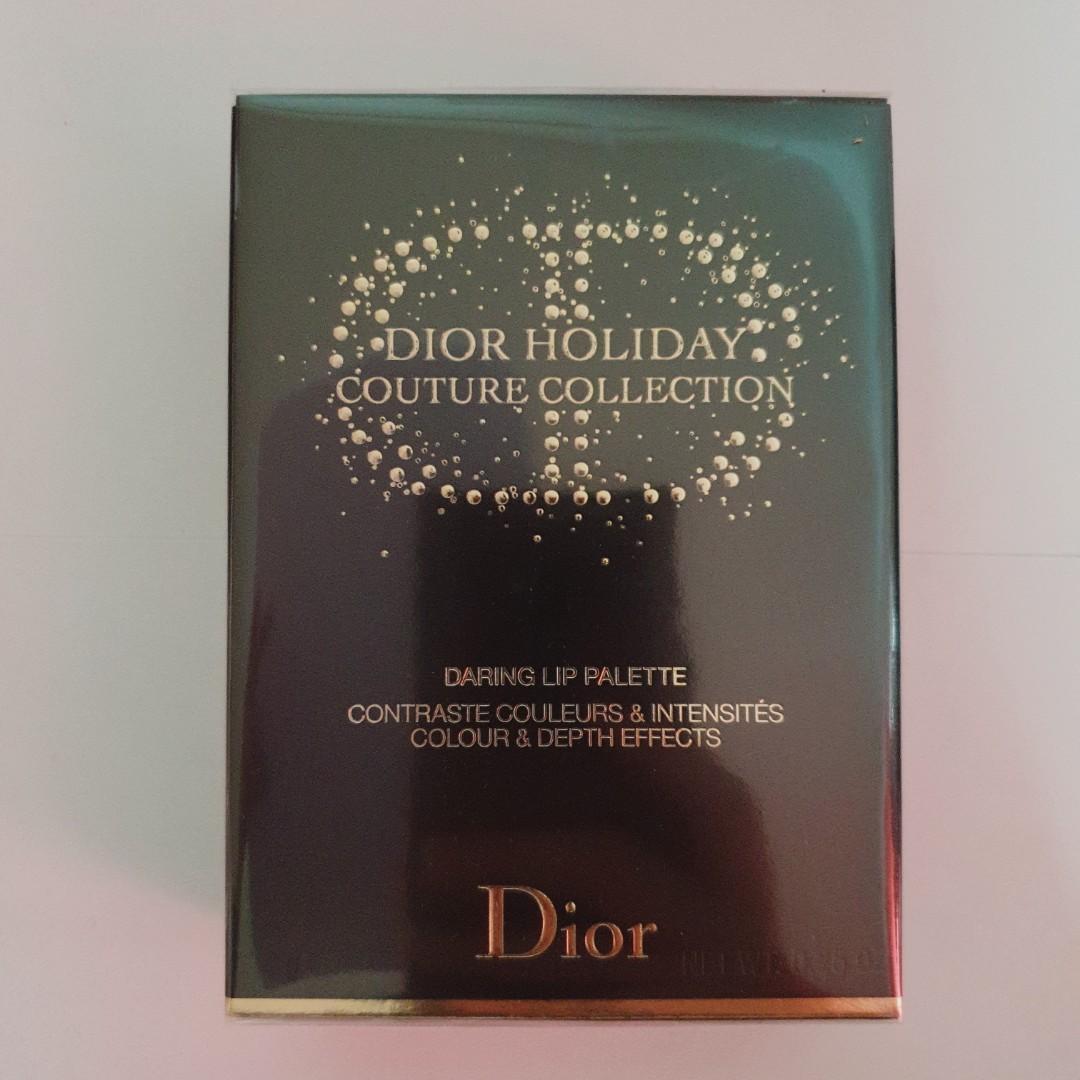 DIOR HOLIDAY
COUTURE COLLECTION
DARING LIP PALETTE
CONTRASTE COULEURS & INTENSITÉS
COLOUR & DEPTH EFFECTS
Dior